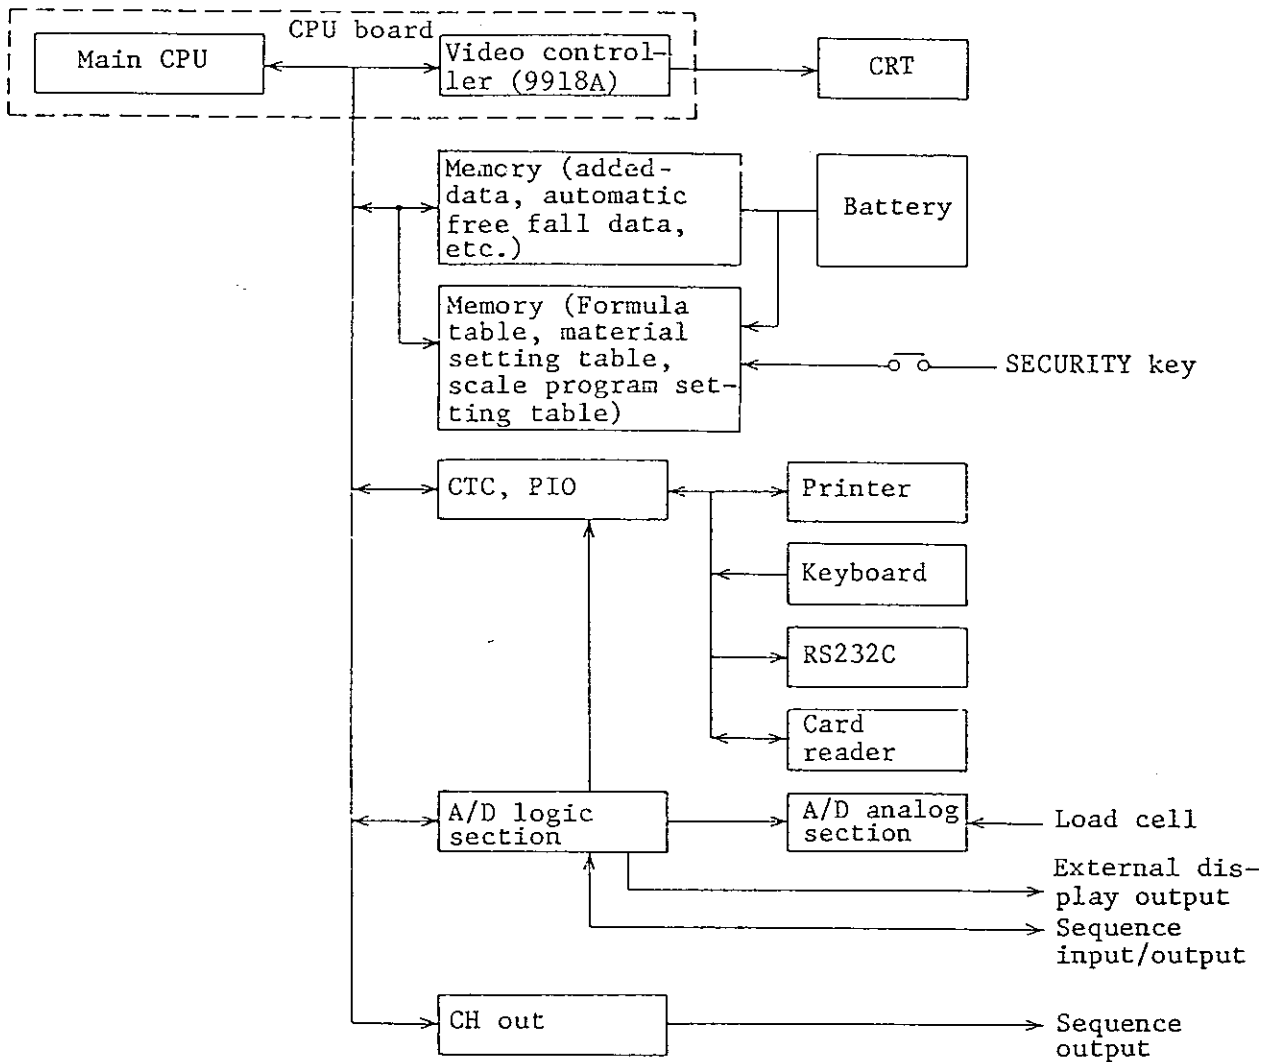 CPU board
Main CPU
Video control-
ler (9918A)
CRT
Memory (added-
data, automatic
free fall data,
etc.)
Battery
Memory (Formula
table, material
setting table,
scale program set-
ting table)
SECURITY key
CTC, PIO
Printer
Keyboard
RS232C
Card
reader
A/D logic
section
A/D analog
section
Load cell
External dis-
play output
Sequence
input/output
CH out
Sequence
output